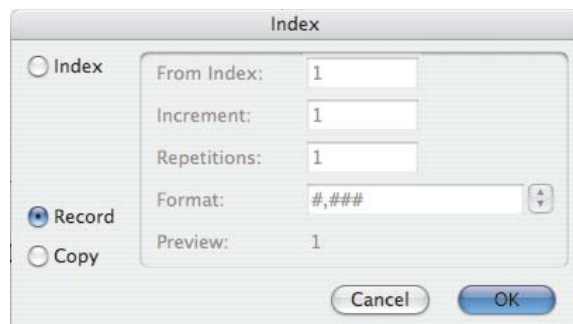 Index
Index
From Index: 1
Increment: 1
Repetitions: 1
Format: #,###
Record
Preview: 1
Copy
Cancel OK